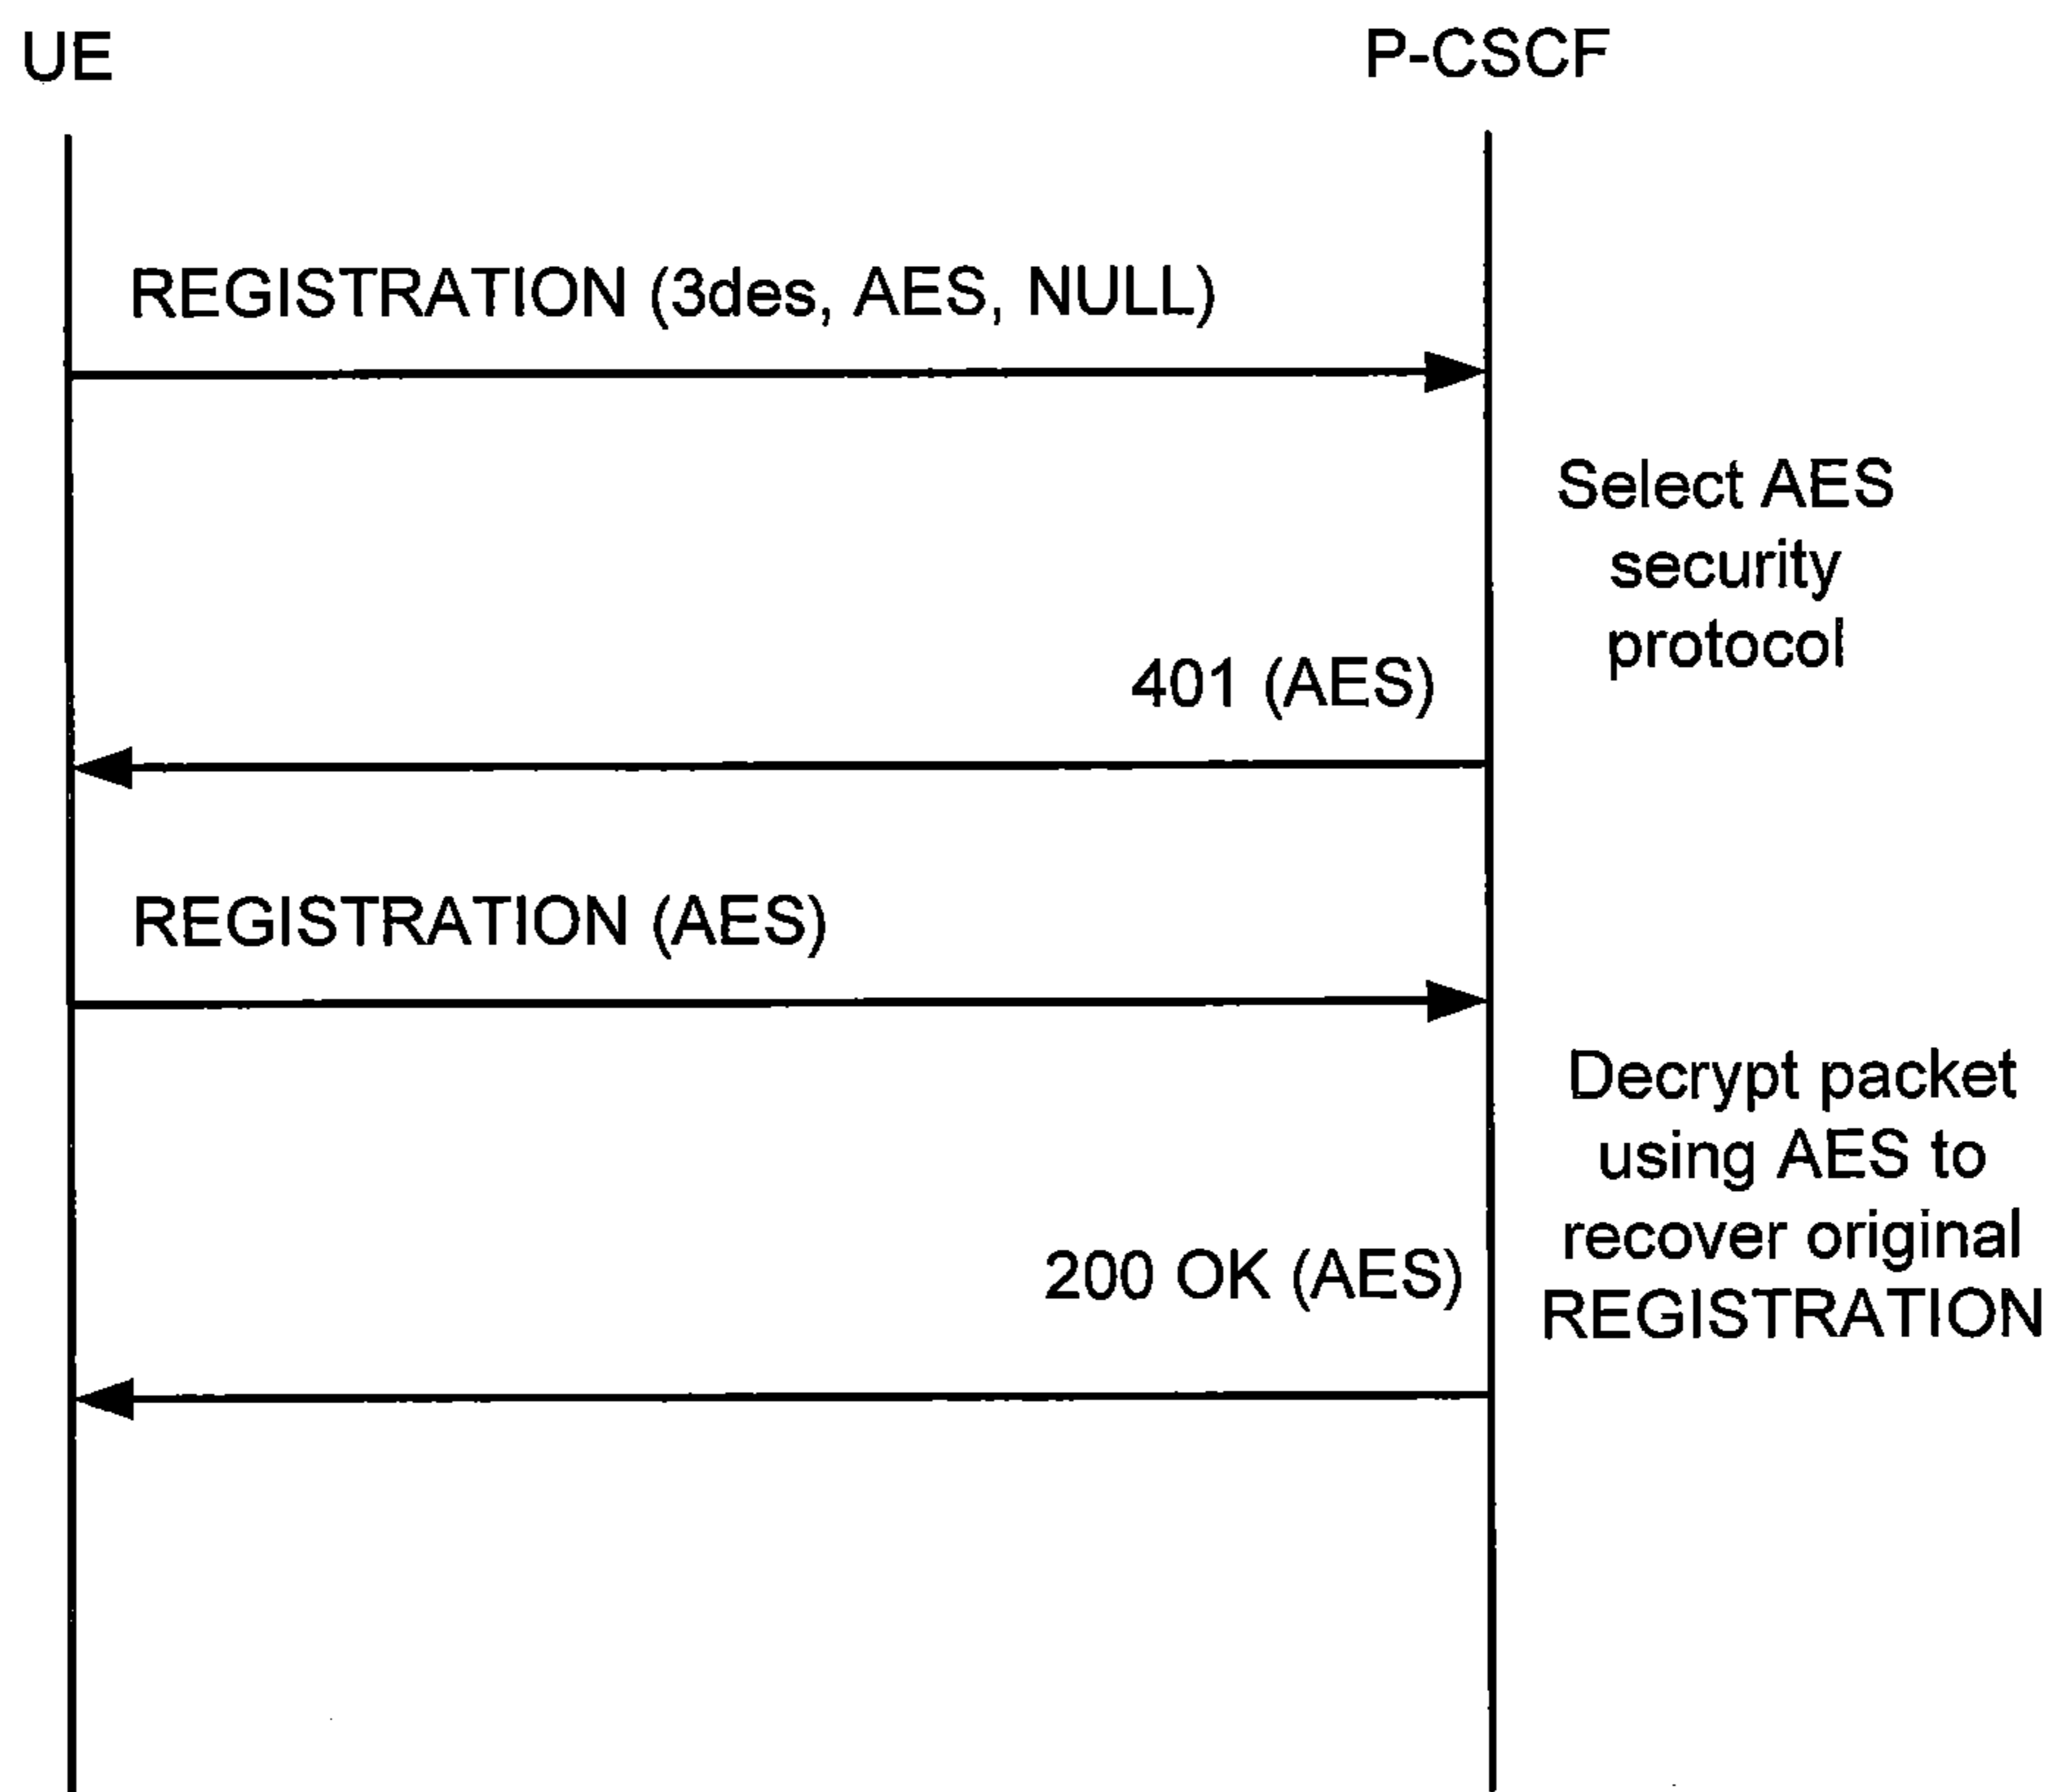 UE
P-CSCF
REGISTRATION (3des, AES, NULL)
Select AES
security
protocol
401 (AES)
REGISTRATION (AES)
Decrypt packet
using AES to
recover original
REGISTRATION
200 OK (AES)